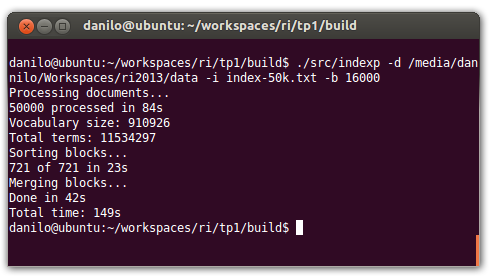 danilo@ubuntu: ~/workspaces/ri/tp1/build
danilo@ubuntu:~/workspaces/ri/tp1/build$ ./src/indexp -d /media/dan
nilo/Workspaces/ri2013/data -i index-50k.txt -b 16000
Processing documents...
50000 processed in 84s
Vocabulary size: 910926
Total terms: 11534297
Sorting blocks...
721 of 721 in 23s
Merging blocks...
Done in 42s
Total time: 149s
danilo@ubuntu:~/workspaces/ri/tp1/build$